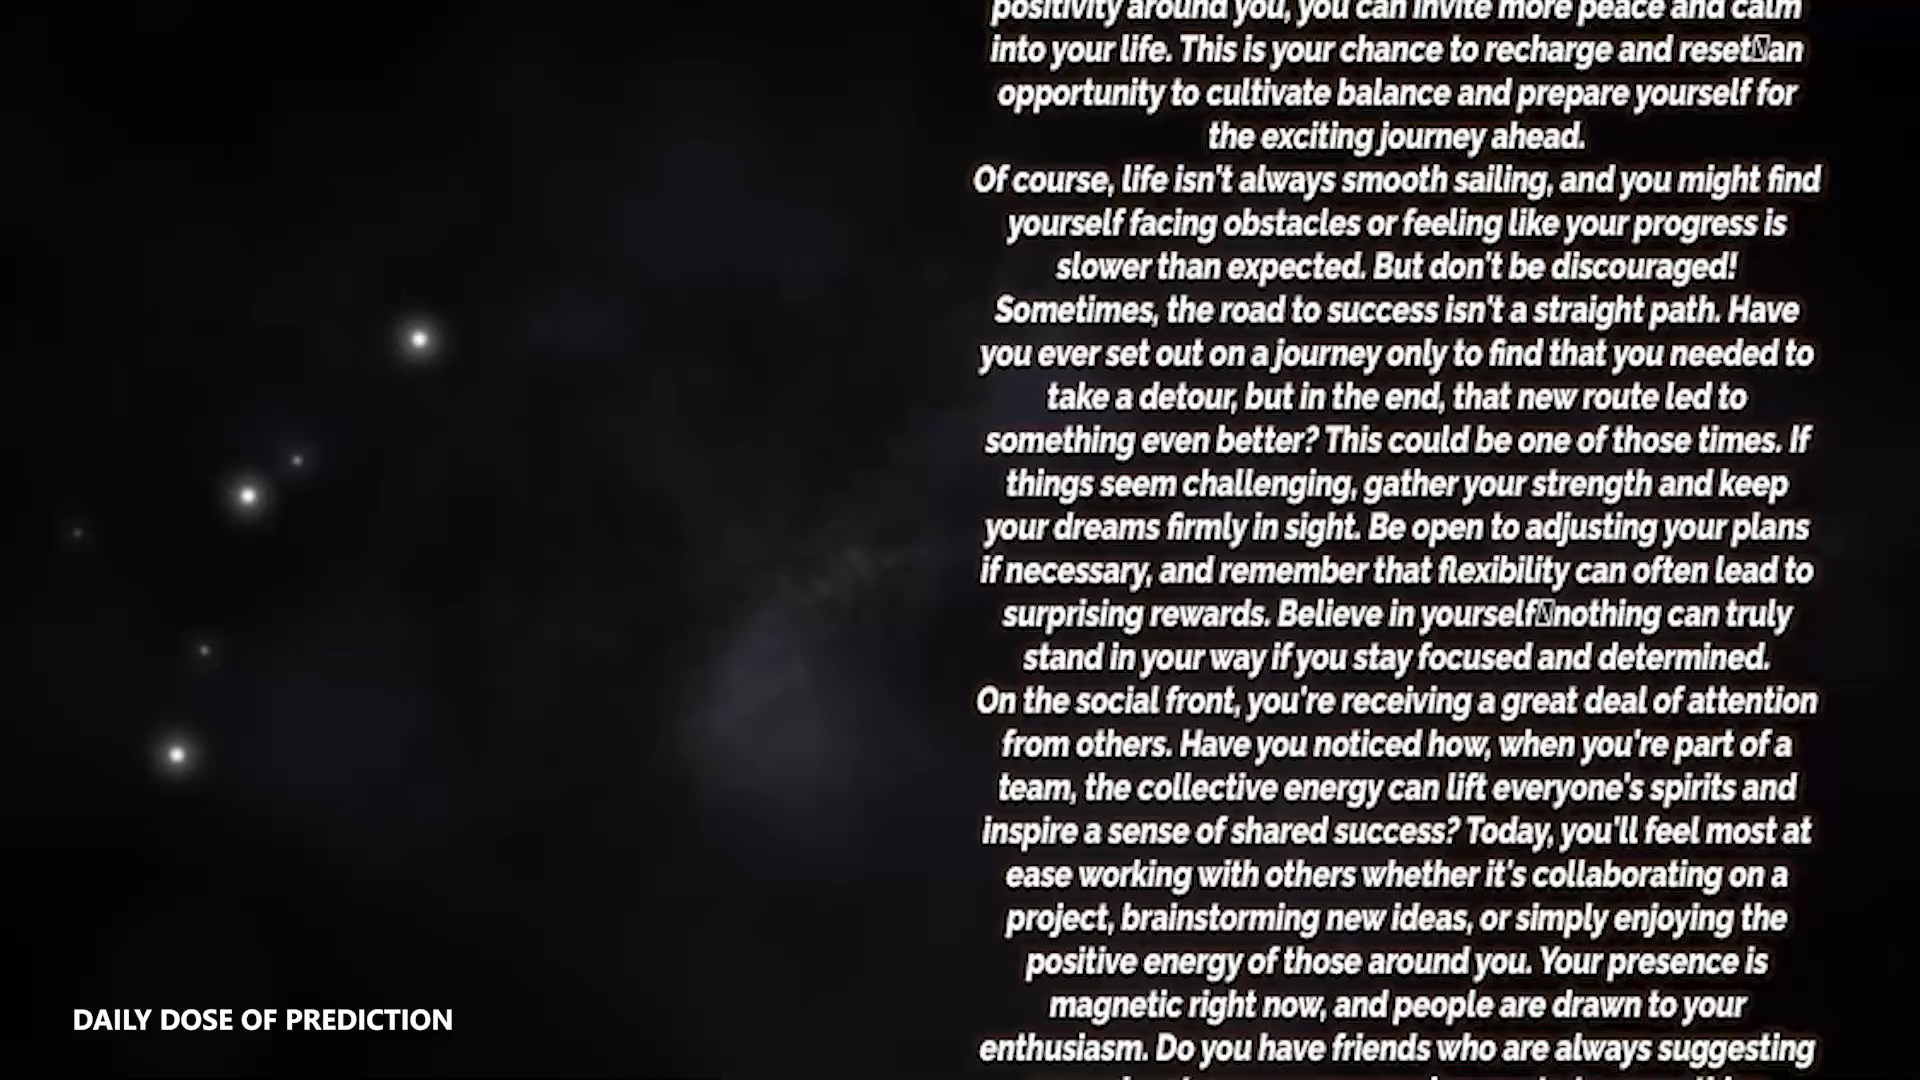 positivity around you, you can invite more peace and calm
into your life. This is your chance to recharge and reset an
opportunity to cultivate balance and prepare yourself for
the exciting journey ahead.
Of course, life isn't always smooth sailing, and you might find
yourself facing obstacles or feeling like your progress is
slower than expected. But don't be discouraged!
Sometimes, the road to success isn't a straight path. Have
you ever set out on a journey only to find that you needed to
take a detour, but in the end, that new route led to
something even better? This could be one of those times. If
things seem challenging, gather your strength and keep
your dreams firmly in sight. Be open to adjusting your plans
if necessary, and remember that flexibility can often lead to
surprising rewards. Believe in yourself nothing can truly
stand in your way if you stay focused and determined.
On the social front, you're receiving a great deal of attention
from others. Have you noticed how, when you're part of a
team, the collective energy can lift everyone's spirits and
inspire a sense of shared success? Today, you'll feel most at
ease working with others whether it's collaborating on a
project, brainstorming new ideas, or simply enjoying the
positive energy of those around you. Your presence is
magnetic right now, and people are drawn to your
enthusiasm. Do you have friends who are always suggesting
DAILY DOSE OF PREDICTION